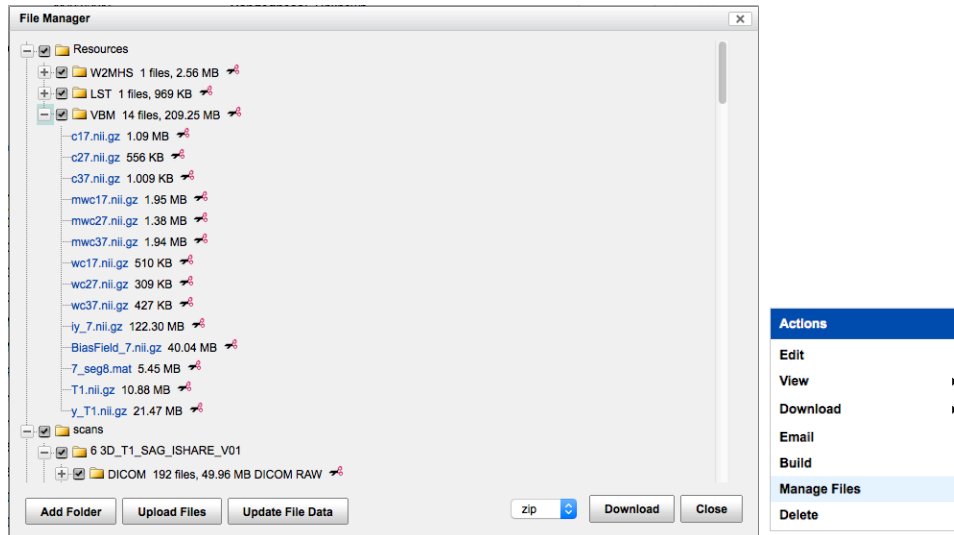 File Manager
Resources
W2MHS 1 files, 2.56 MB
LST 1 files, 969 KB
VBM 14 files, 209.25 MB
c17.nii.gz 1.09 MB
c27.nii.gz 556 KB
c37.nii.gz 1.009 KB
mwc17.nii.gz 1.95 MB
mwc27.nii.gz 1.38 MB
mwc37.nii.gz 1.94 MB
wc17.nii.gz 510 KB
wc27.nii.gz 309 KB
wc37.nii.gz 427 KB
iy_7.nii.gz 122.30 MB
BiasField_7.nii.gz 40.04 MB
7_seg8.mat 5.45 MB
T1.nii.gz 10.88 MB
y_T1.nii.gz 21.47 MB
scans
6 3D_T1_SAG_ISHARE_V01
DICOM 192 files, 49.96 MB DICOM RAW
Add Folder Upload Files Update File Data zip Download Close
Actions
Edit
View
Download
Email
Build
Manage Files
Delete